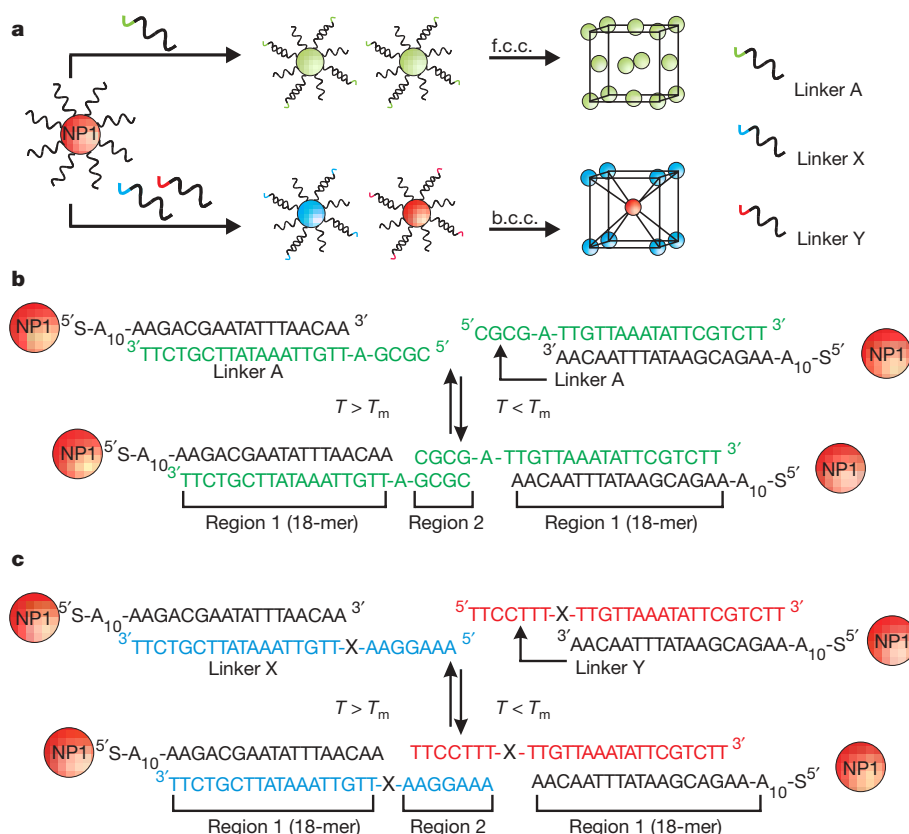 a
f.c.c.
Linker A
NP1
Linker X
b.c.c.
Linker Y
b
NP1 5′S-A10-AAGACGAATATTTAACAA 3′
3′TTCTGCTTATAAATTGTT-A-GCGC 5′
Linker A
5′ CGCG-A-TTGTTAAATATTCGTCTT 3′
3′AACAATTTATAAGCAGAA-A10-S5′ NP1
Linker A
T > Tm T < Tm
NP1 5′S-A10-AAGACGAATATTTAACAA CGCG-A-TTGTTAAATATTCGTCTT 3′
3′TTCTGCTTATAAATTGTT-A-GCGC AACAATTTATAAGCAGAA-A10-S5′ NP1
Region 1 (18-mer) Region 2 Region 1 (18-mer)
c
NP1 5′S-A10-AAGACGAATATTTAACAA 3′
3′TTCTGCTTATAAATTGTT-X-AAGGAAA 5′
Linker X
5′TTCCTTT-X-TTGTTAAATATTCGTCTT 3′
3′AACAATTTATAAGCAGAA-A10-S5′ NP1
Linker Y
T > Tm T < Tm
NP1 5′S-A10-AAGACGAATATTTAACAA TTCCTTT-X-TTGTTAAATATTCGTCTT 3′
3′TTCTGCTTATAAATTGTT-X-AAGGAAA AACAATTTATAAGCAGAA-A10-S5′ NP1
Region 1 (18-mer) Region 2 Region 1 (18-mer)